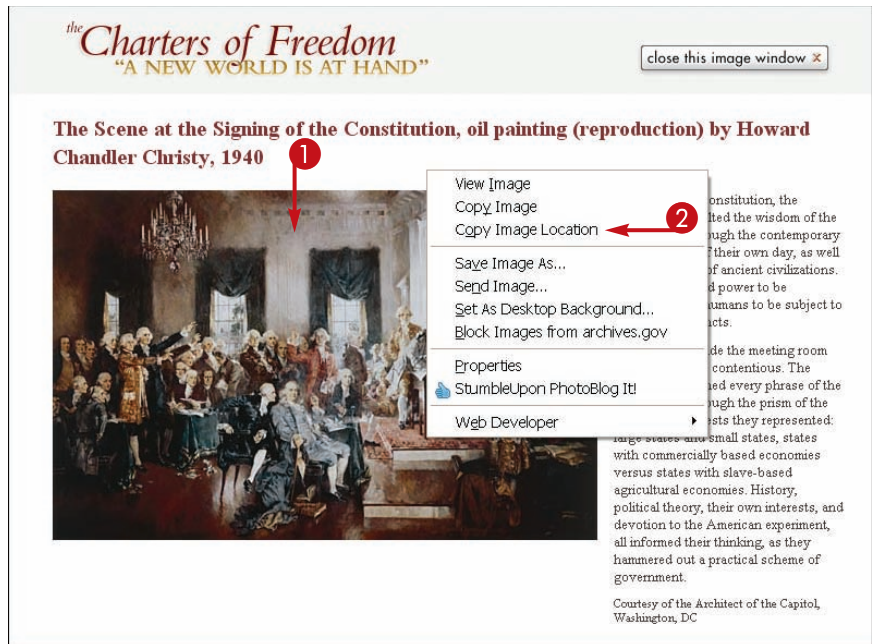 the Charters of Freedom
"A NEW WORLD IS AT HAND"
close this image window x
The Scene at the Signing of the Constitution, oil painting (reproduction) by Howard
Chandler Christy, 1940
1
View Image
Copy Image
Copy Image Location
2
Save Image As...
Send Image...
Set As Desktop Background...
Block Images from archives.gov
Properties
StumbleUpon PhotoBlog It!
Web Developer
onstitution, the
lted the wisdom of the
ough the contemporary
their own day, as well
of ancient civilizations.
d power to be
umans to be subject to
cts.
de the meeting room
contentious. The
ed every phrase of the
ugh the prism of the
ests they represented:
large states and small states, states
with commercially based economies
versus states with slave-based
agricultural economies. History,
political theory, their own interests, and
devotion to the American experiment,
all informed their thinking, as they
hammered out a practical scheme of
government.
Courtesy of the Architect of the Capitol,
Washington, DC